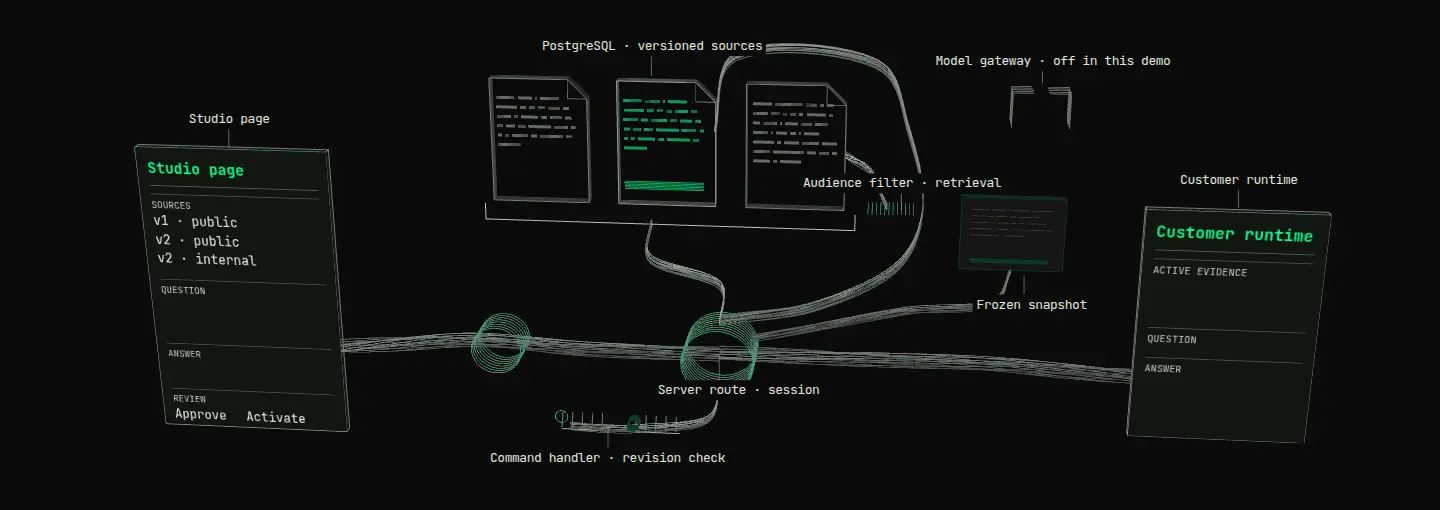 PostgreSQL · versioned sources
Model gateway · off in this demo
Studio page
Studio page
SOURCES
v1 · public
v2 · public
v2 · internal
QUESTION
ANSWER
REVIEW
Approve Activate
Audience filter · retrieval
Customer runtime
Customer runtime
ACTIVE EVIDENCE
QUESTION
ANSWER
Frozen snapshot
Server route · session
Command handler · revision check